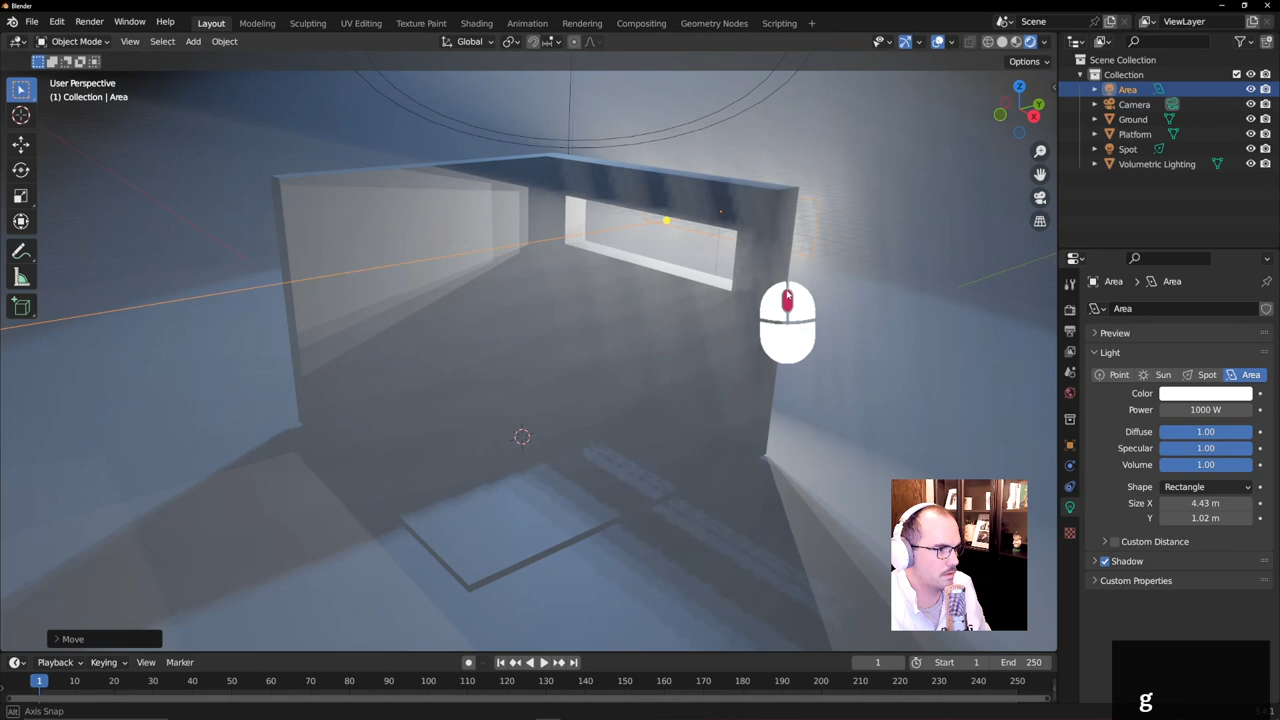 Blender
File Edit Render Window Help Layout Modeling Sculpting UV Editing Texture Paint Shading Animation Rendering Compositing Geometry Nodes Scripting + Scene ViewLayer
Object Mode View Select Add Object Global
Options
User Perspective
(1) Collection | Area
Z
Y
X
Scene Collection
Collection
Area
Camera
Ground
Platform
Spot
Volumetric Lighting
Area > Area
Area
Preview
Light
Point Sun Spot Area
Color
Power 1000 W
Diffuse 1.00
Specular 1.00
Volume 1.00
Shape Rectangle
Size X 4.43 m
Y 1.02 m
Custom Distance
Shadow
Custom Properties
Move
g
Playback Keying View Marker 1 Start 1 End 250
1 10 20 30 40 50 60 70 80 90 100 110 120 130 140 150 160 170 180 190 200 210 220 230 240 250
Alt Axis Snap